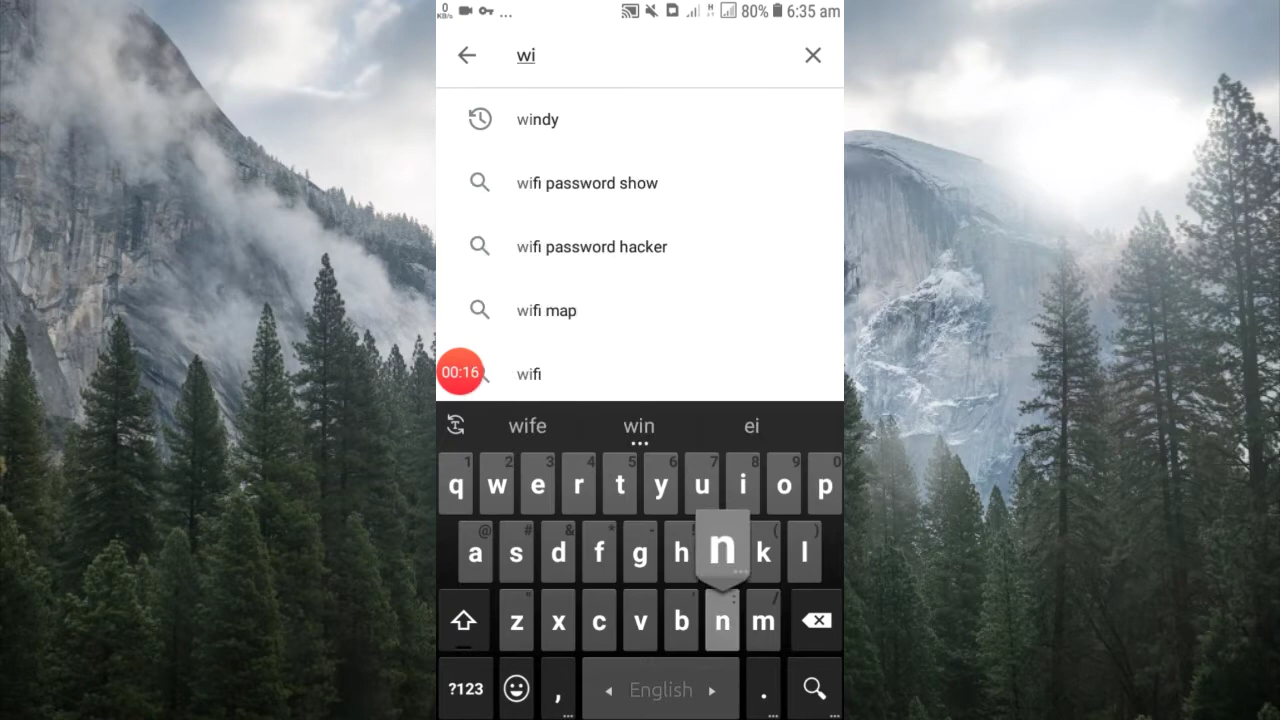 0 KB/s ... 80% 6:35 am
wi
windy
wifi password show
wifi password hacker
wifi map
00:16
wifi
wife win ei
1 2 3 4 5 6 7 8 9 0
q w e r t y u i o p
@ # & * - ( )
a s d f g h n k l
" ' : /
z x c v b n m
?123 , English .